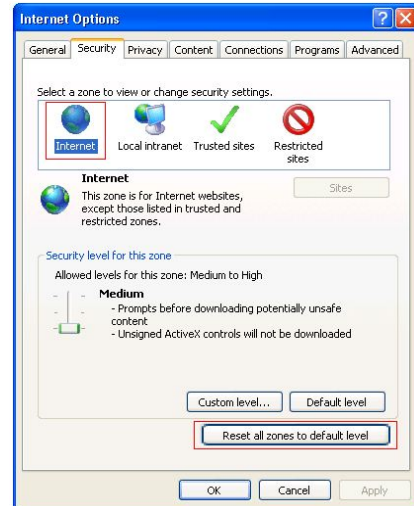 Internet Options
General Security Privacy Content Connections Programs Advanced
Select a zone to view or change security settings.
Internet Local intranet Trusted sites Restricted
sites
Internet
This zone is for Internet websites,
except those listed in trusted and
restricted zones.
Sites
Security level for this zone
Allowed levels for this zone: Medium to High
Medium
- Prompts before downloading potentially unsafe
content
- Unsigned ActiveX controls will not be downloaded
Custom level... Default level
Reset all zones to default level
OK Cancel Apply